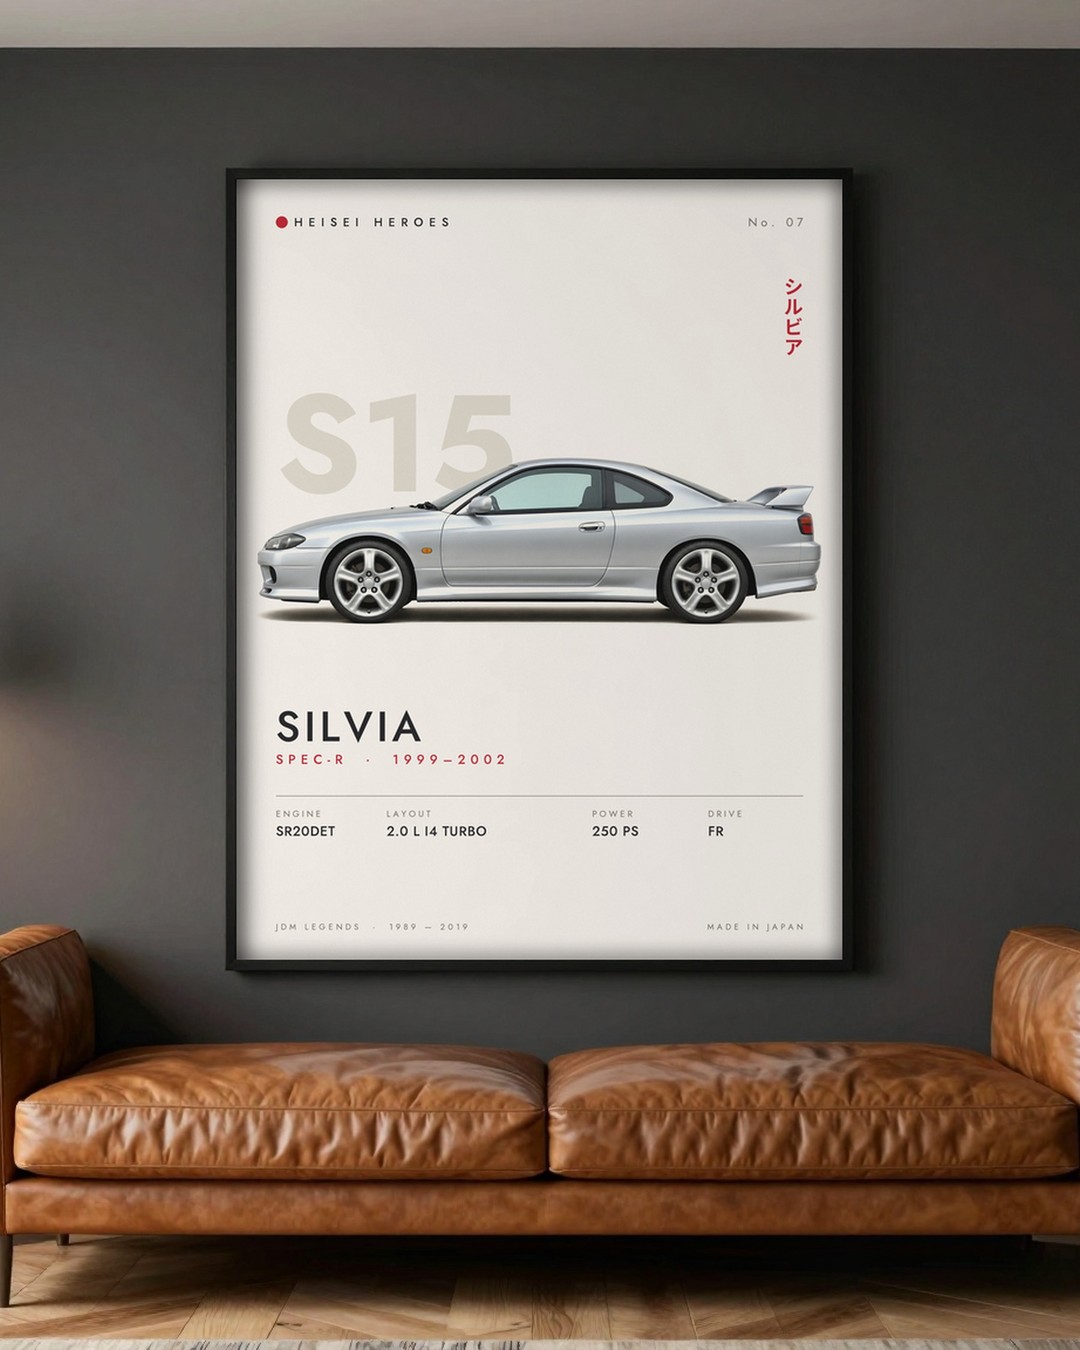 HEISEI HEROES
No. 07
シルビア
S15
SILVIA
SPEC-R · 1999–2002
ENGINE LAYOUT POWER DRIVE
SR20DET 2.0 L I4 TURBO 250 PS FR
JDM LEGENDS · 1989 — 2019
MADE IN JAPAN